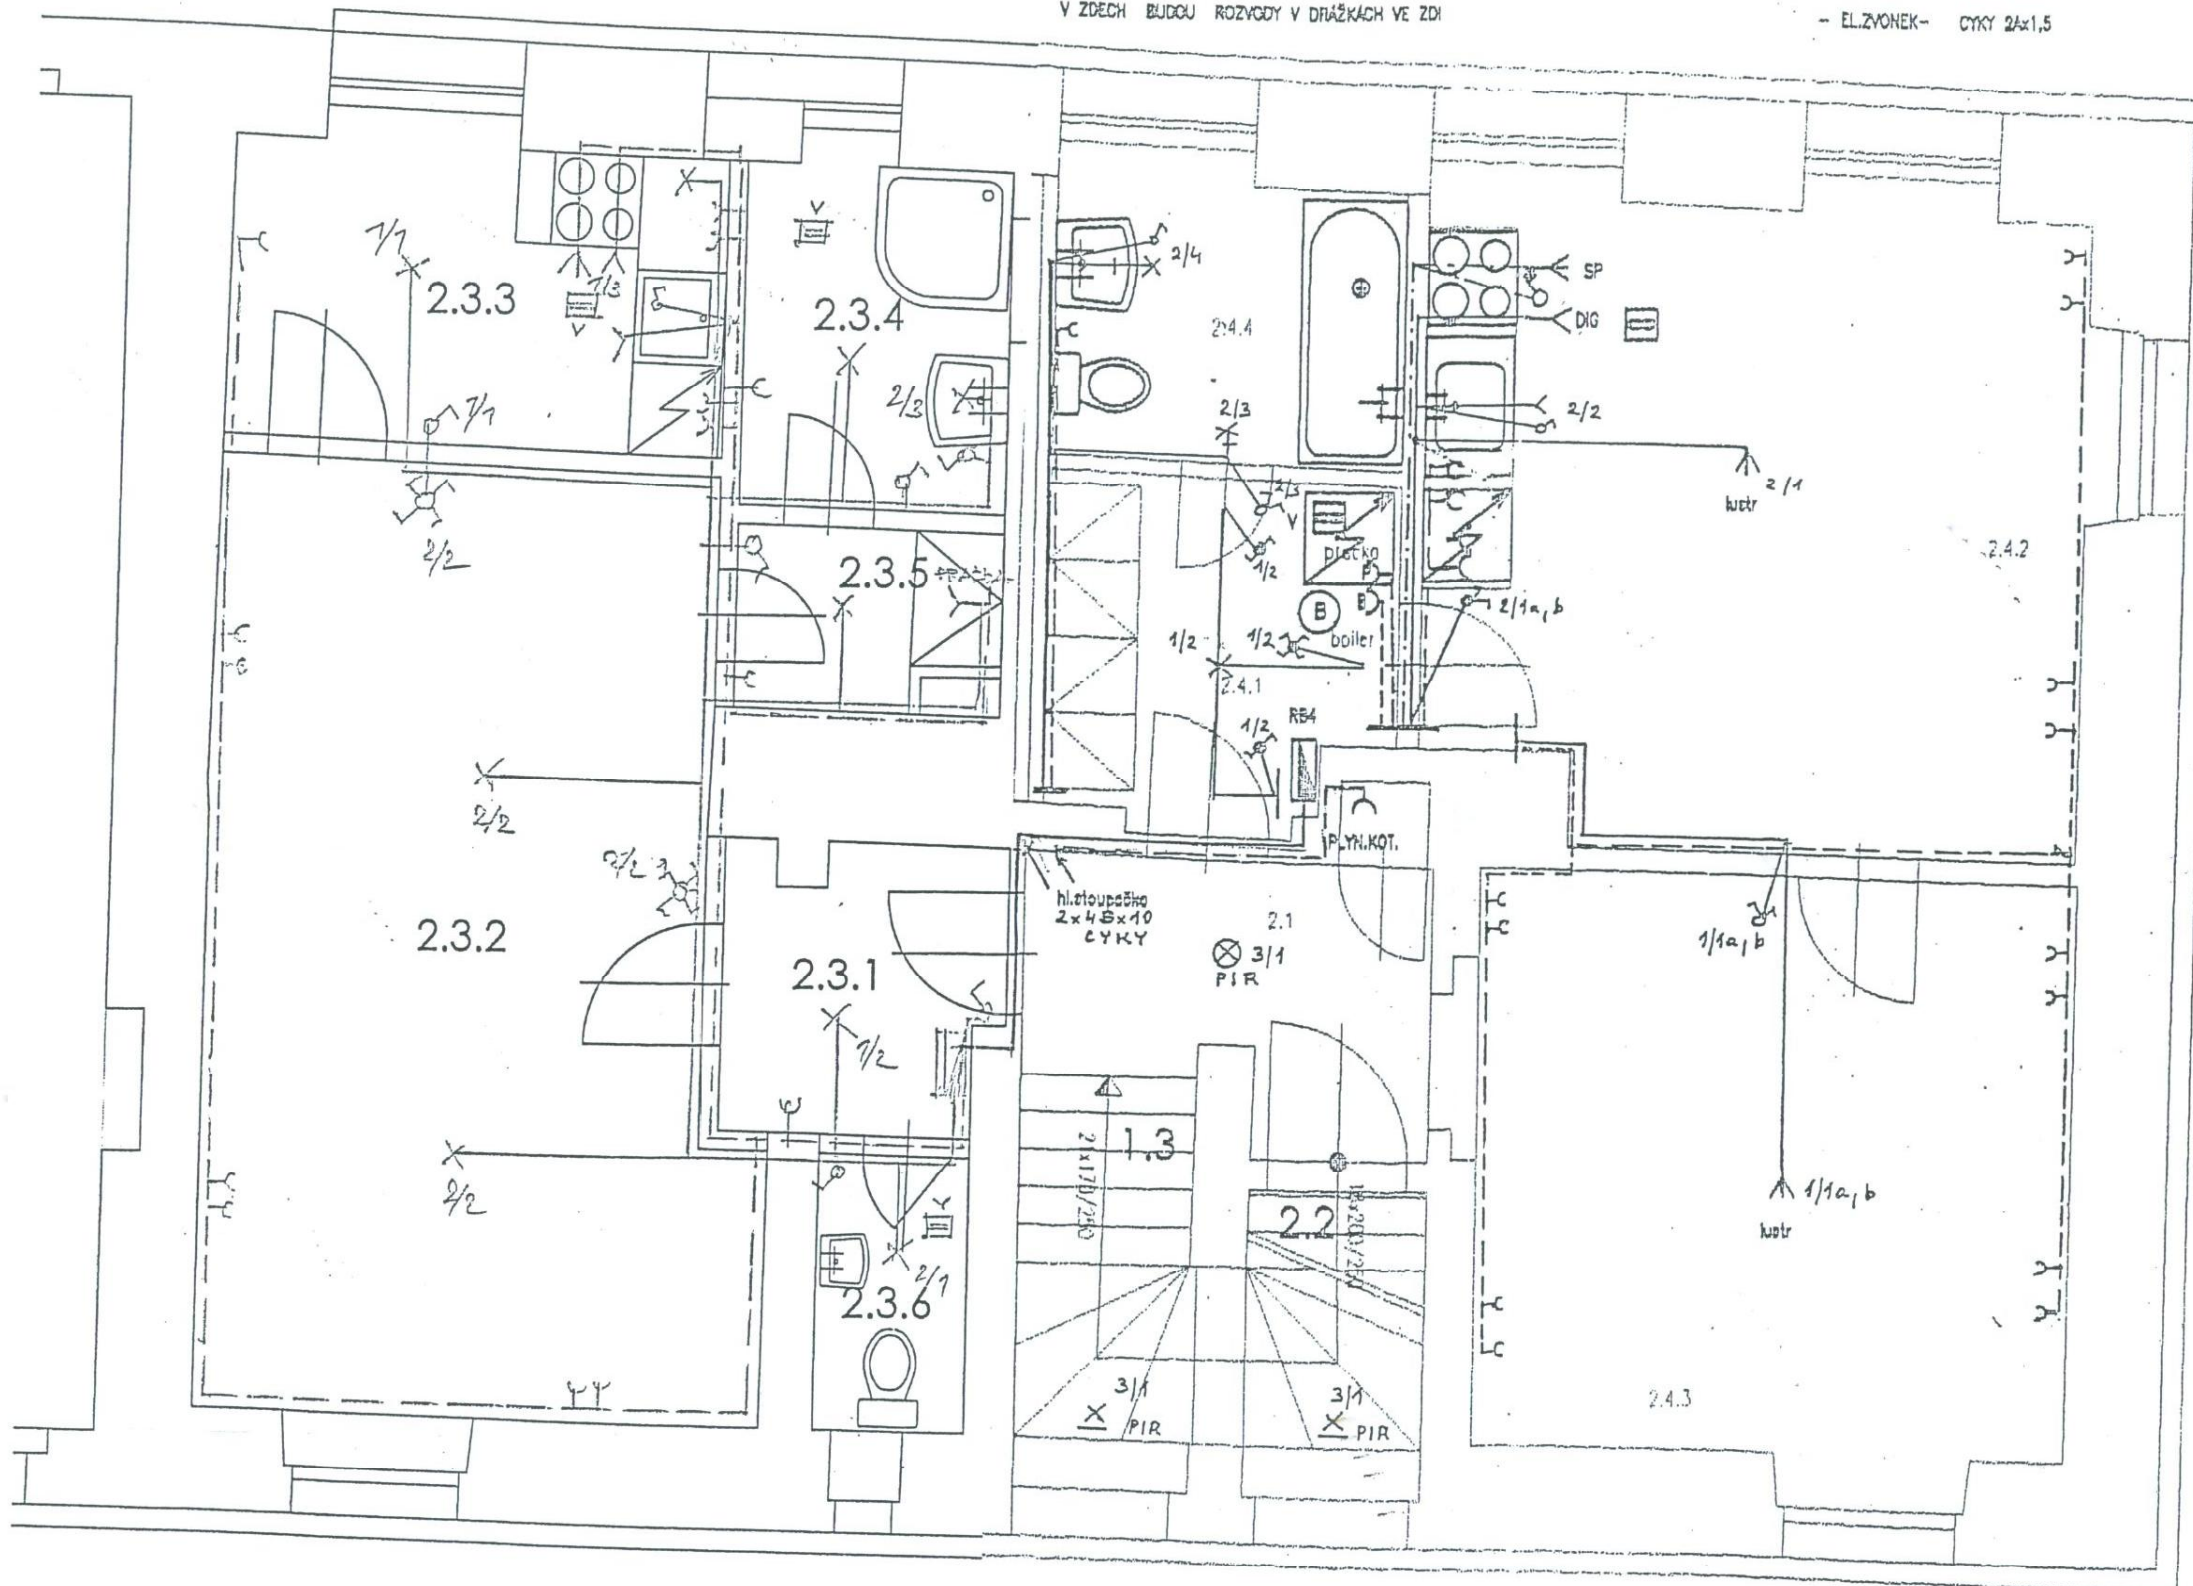 V ZDECH BUDOU ROZVODY V DRÁŽKÁCH VE ZDI
- EL.ZVONEK- CYKY 2Ax1,5
1/1
2.3.3
1/3
2.3.4
2/4
2.4.4
SP
DIG
2/3
2/3
2/2
1/1
2/1
lustr
2/2
2/3
V
1/2
pračka
2.4.2
2.3.5
B
boiler
2/1a,b
1/2
1/2
2.4.1
RB4
1/2
2/2
PLYN.KOT.
2/2
hl.stoupačka
2x4Bx10
CYKY
2.3.2
2.3.1
2.1
3/1
PIR
1/1a,b
1/2
1.3
21x170/250
2/2
2.2
1/1a,b
lustr
2/1
2.3.6
3/1
X PIR
3/1
X PIR
2.4.3